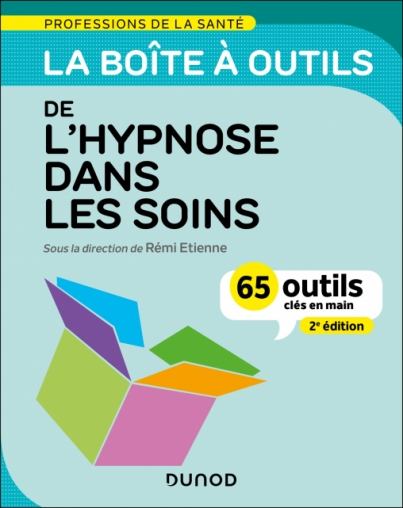 PROFESSIONS DE LA SANTÉ
LA BOÎTE À OUTILS
DE
L'HYPNOSE
DANS
LES SOINS
Sous la direction de Rémi Etienne
65 outils
clés en main
2e édition
DUNOD